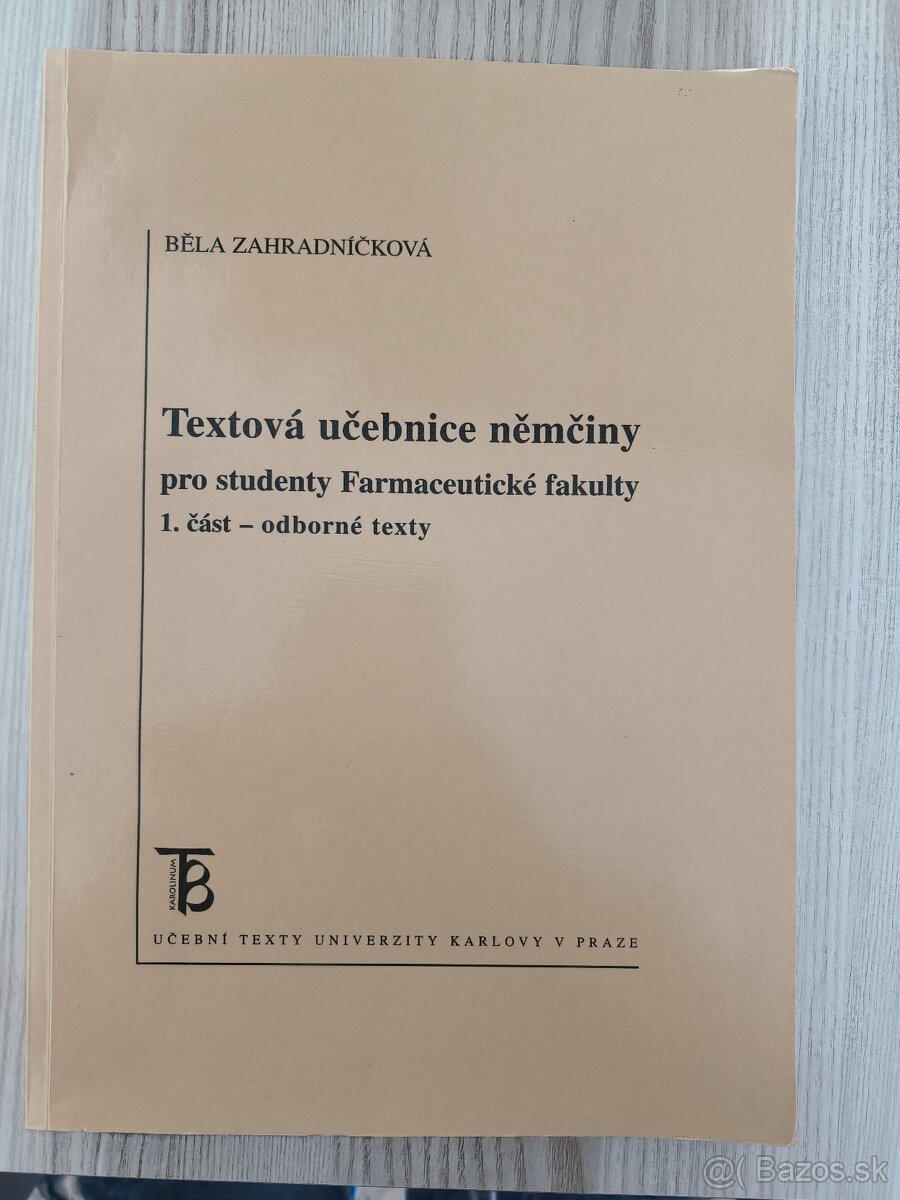 BĚLA ZAHRADNÍČKOVÁ
Textová učebnice němčiny
pro studenty Farmaceutické fakulty
1. část – odborné texty
KAROLINUM
UČEBNÍ TEXTY UNIVERZITY KARLOVY V PRAZE
@( Bazos.sk